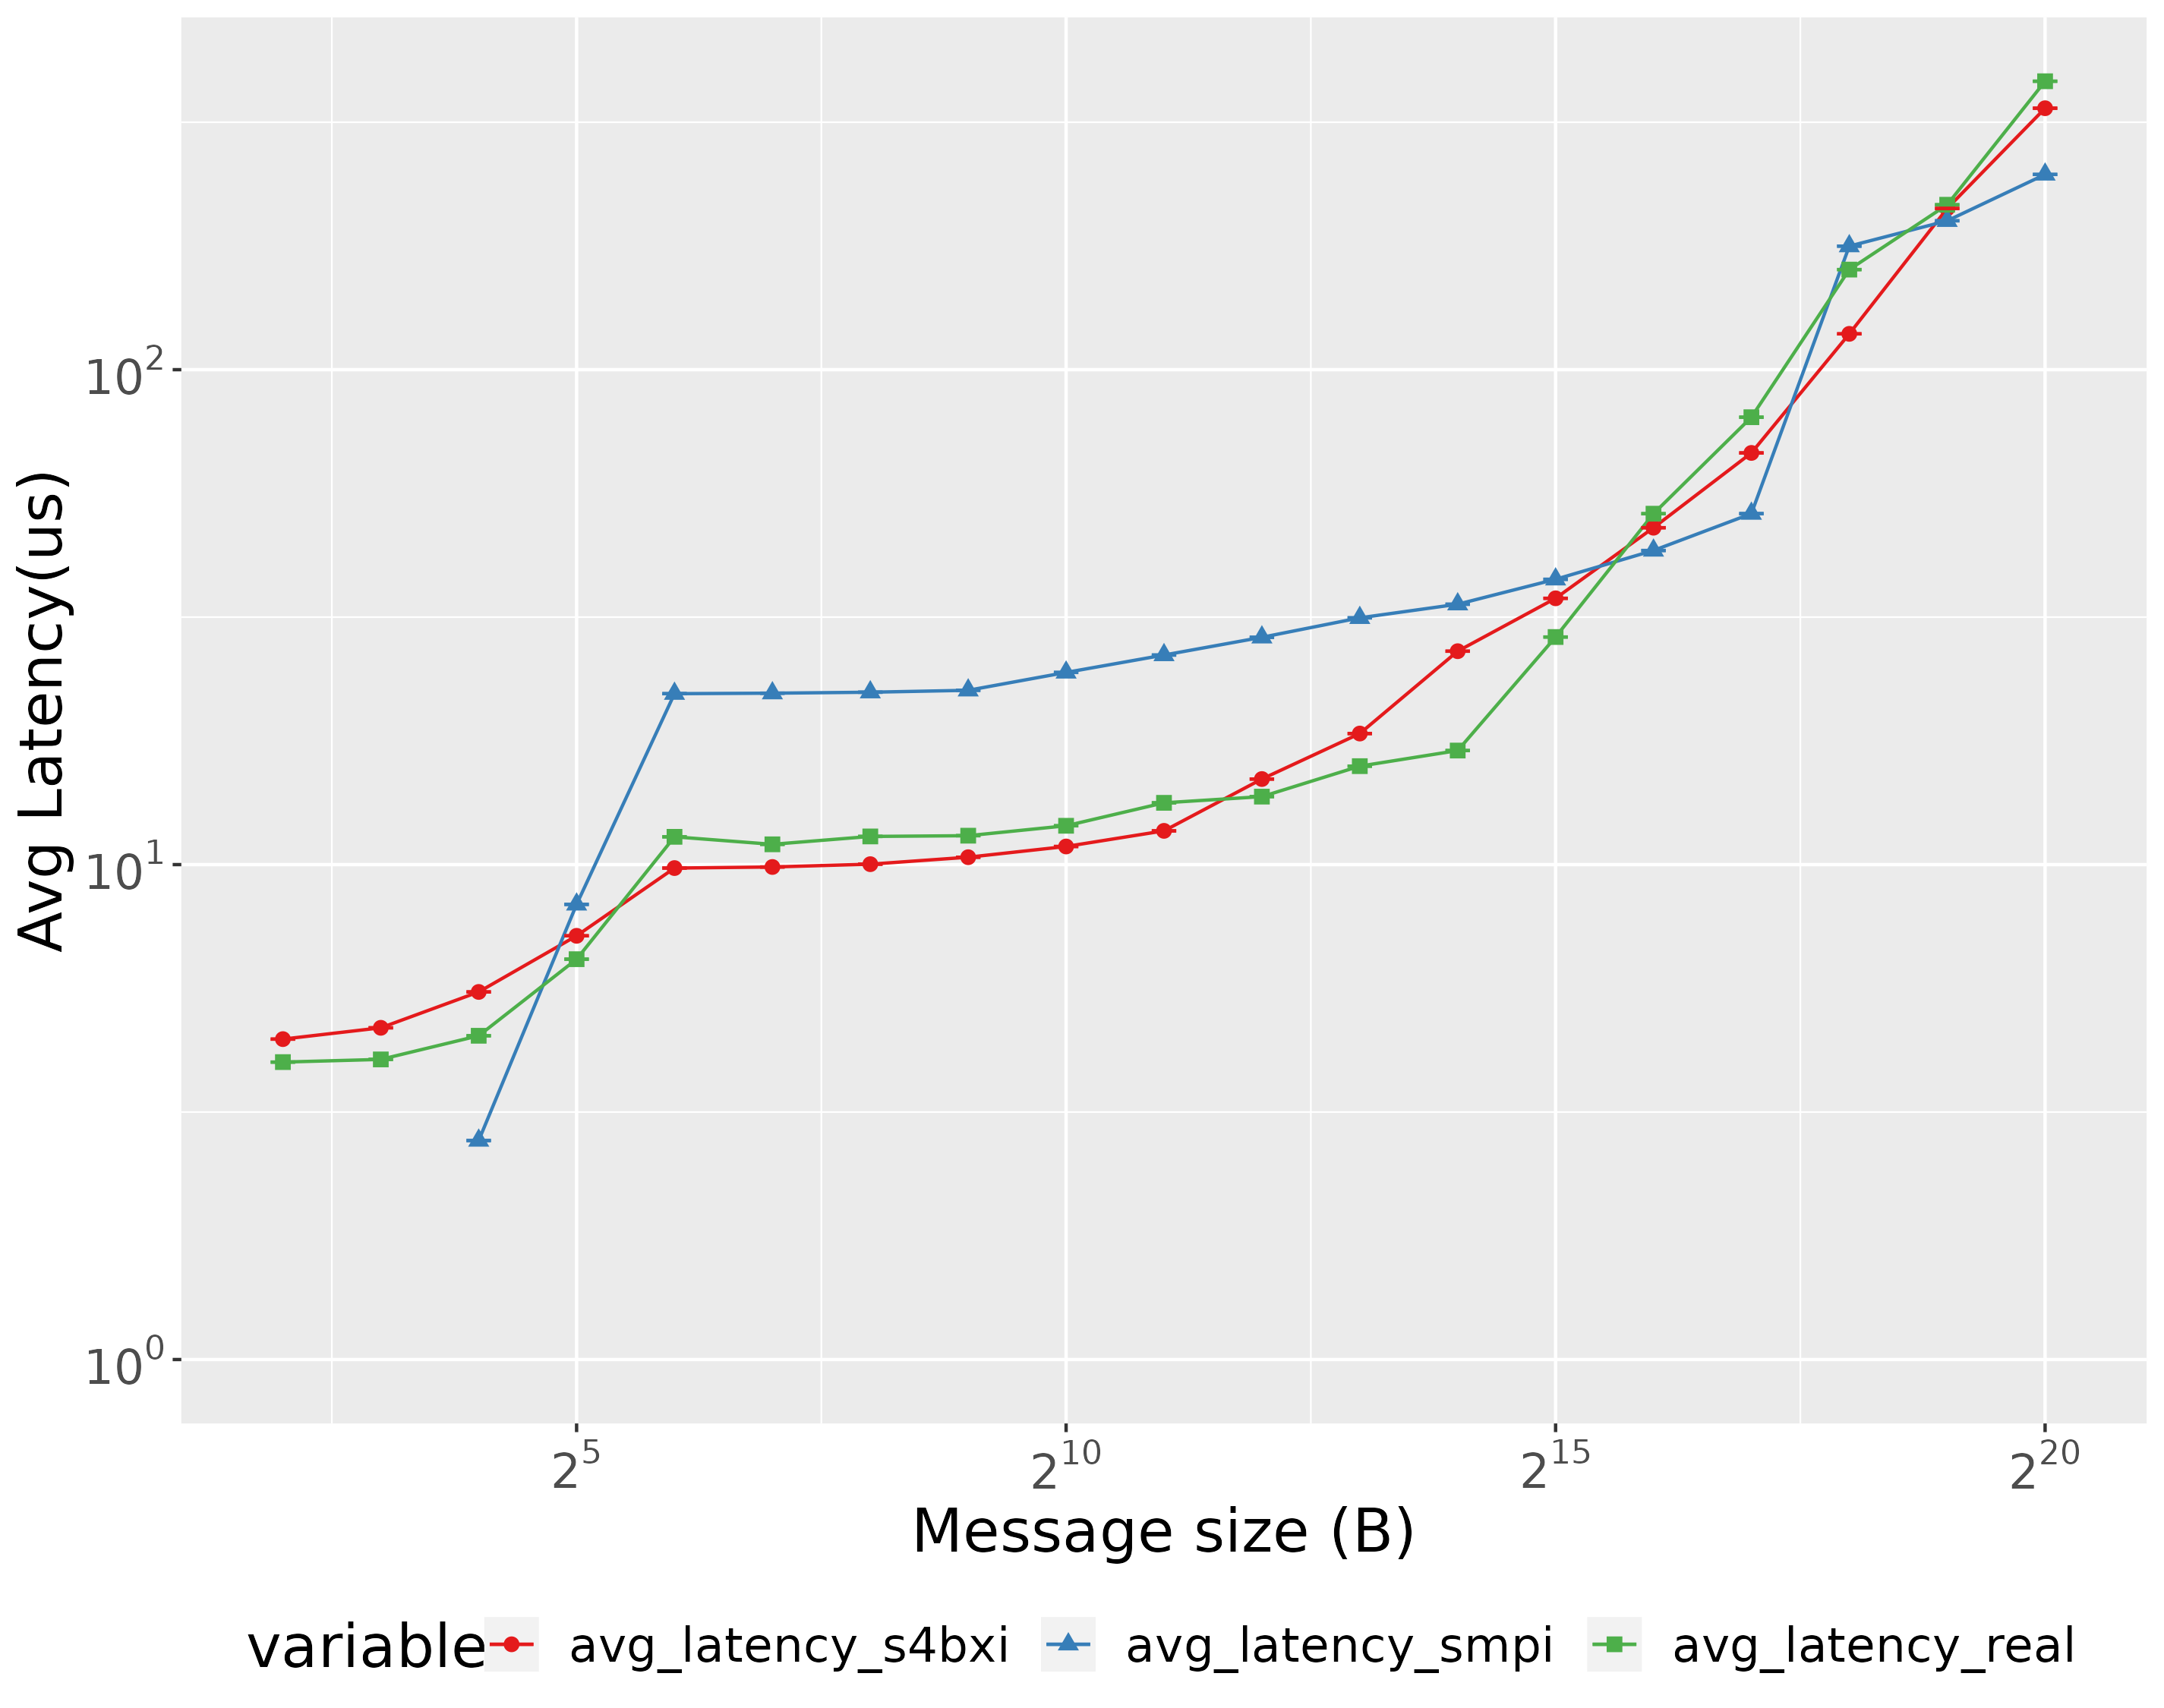 Avg Latency(us)
10²
10¹
10⁰
2⁵ 2¹⁰ 2¹⁵ 2²⁰
Message size (B)
variable avg_latency_s4bxi avg_latency_smpi avg_latency_real